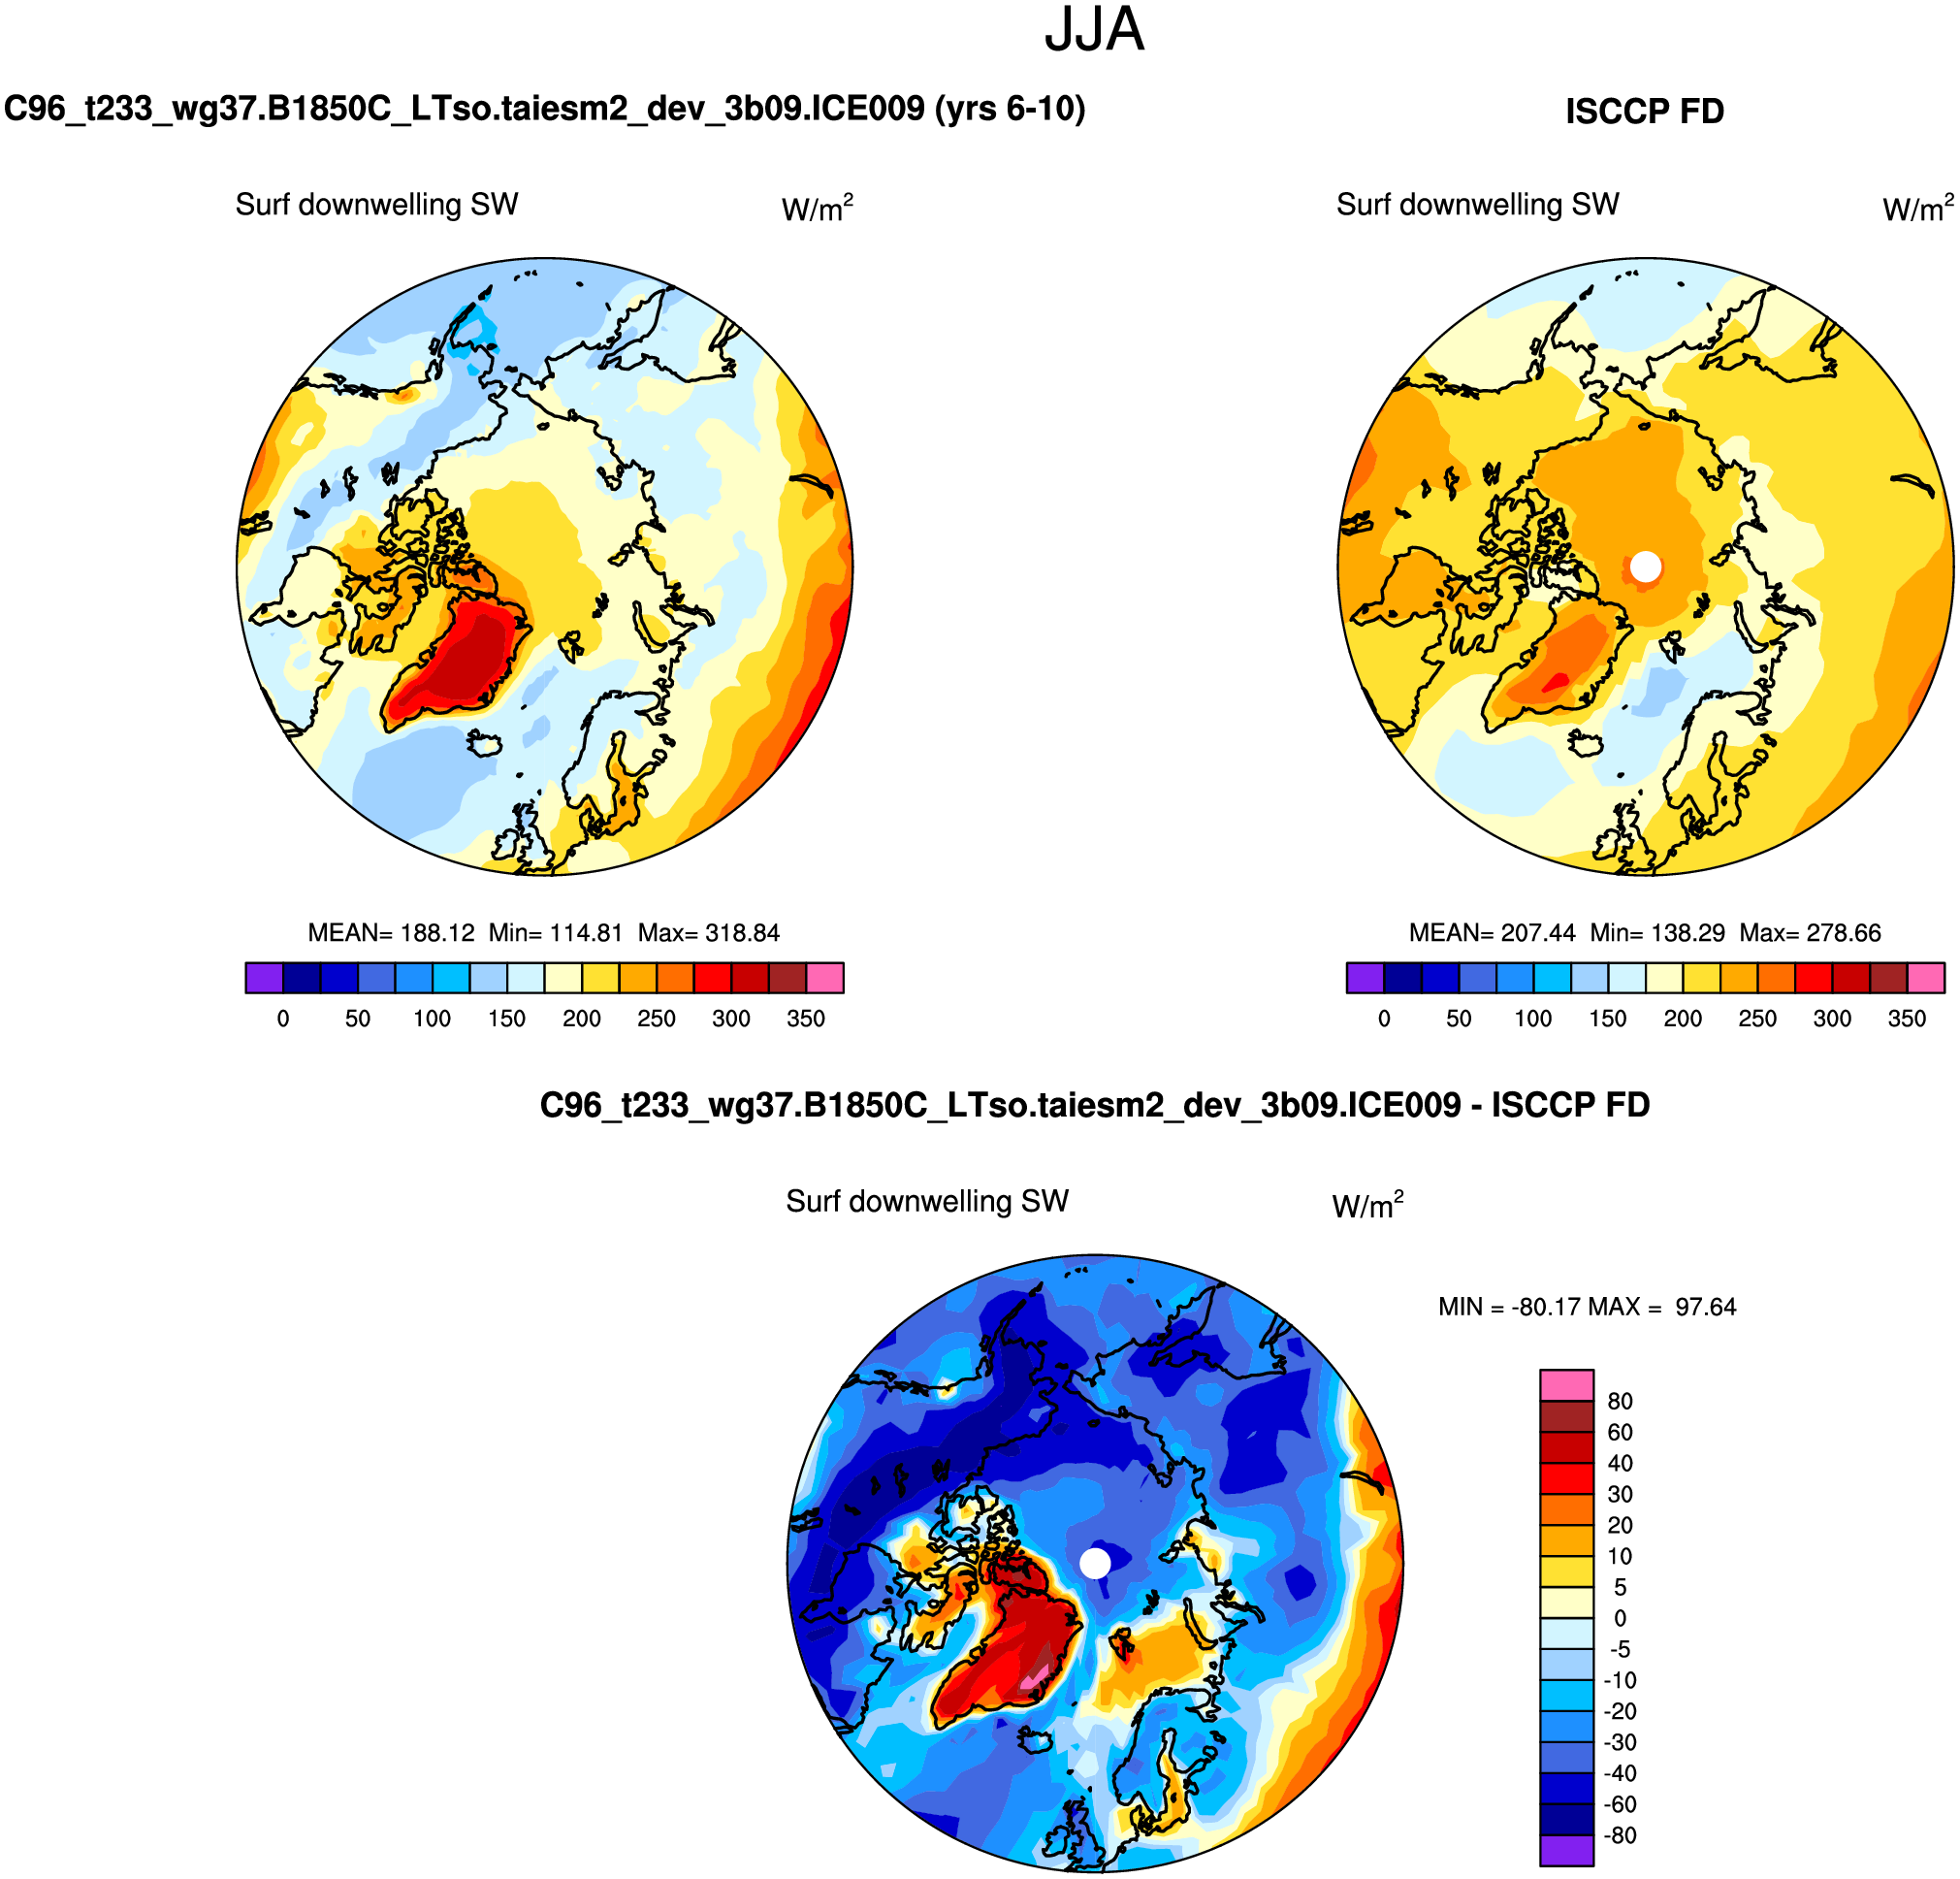 JJA
C96_t233_wg37.B1850C_LTso.taiesm2_dev_3b09.ICE009 (yrs 6-10)
ISCCP FD
Surf downwelling SW W/m²
Surf downwelling SW W/m²
MEAN= 188.12 Min= 114.81 Max= 318.84
MEAN= 207.44 Min= 138.29 Max= 278.66
0 50 100 150 200 250 300 350
0 50 100 150 200 250 300 350
C96_t233_wg37.B1850C_LTso.taiesm2_dev_3b09.ICE009 - ISCCP FD
Surf downwelling SW W/m²
MIN = -80.17 MAX = 97.64
80
60
40
30
20
10
5
0
-5
-10
-20
-30
-40
-60
-80